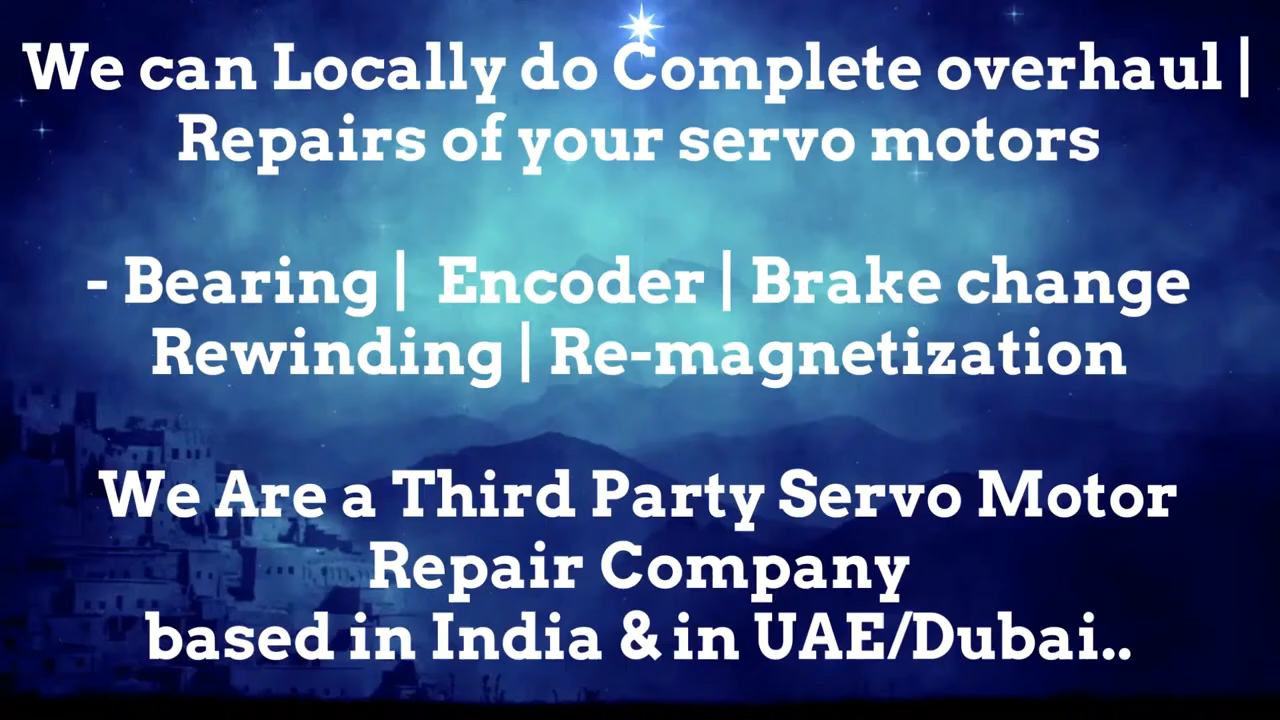 We can Locally do Complete overhaul |
Repairs of your servo motors
- Bearing | Encoder | Brake change
Rewinding | Re-magnetization
We Are a Third Party Servo Motor
Repair Company
based in India & in UAE/Dubai..